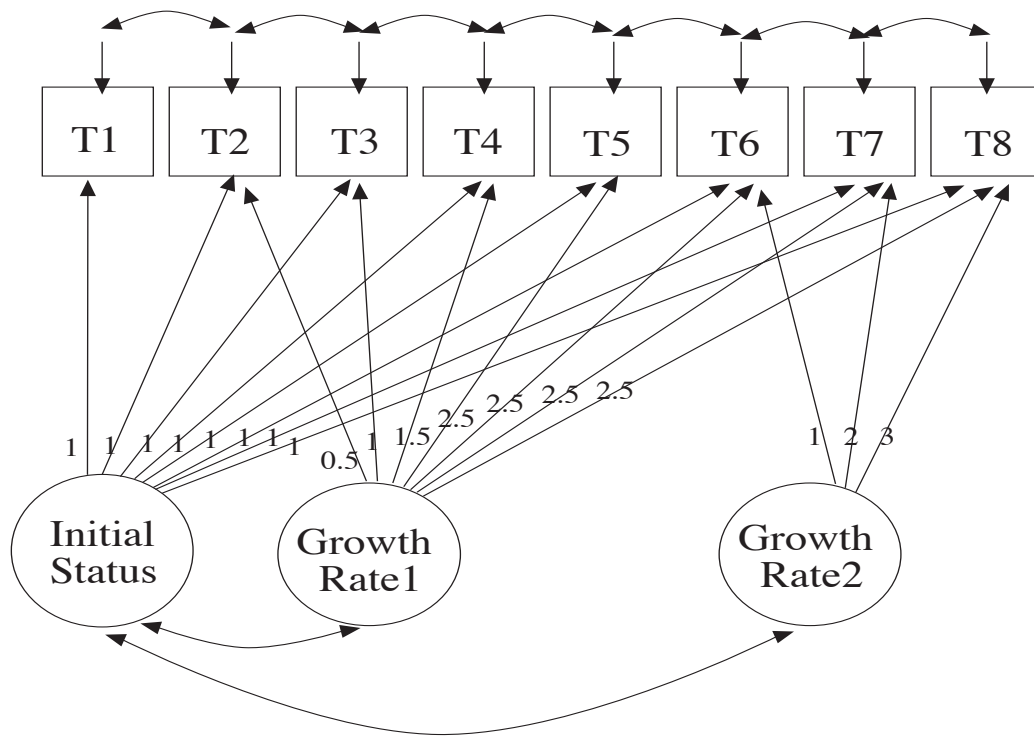 T1 T2 T3 T4 T5 T6 T7 T8
1 1 1 1 1 1 1 1
0.5 1 1.5 2.5 2.5 2.5 2.5
1 2 3
Initial
Status
Growth
Rate1
Growth
Rate2